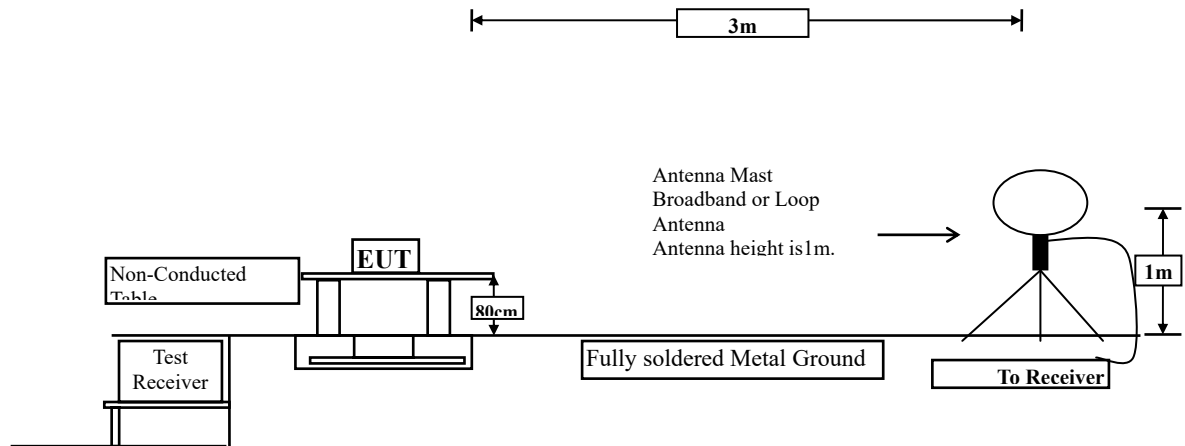 3m
Antenna Mast
Broadband or Loop
Antenna
Antenna height is1m.
EUT
Non-Conducted
Table
80cm
1m
Test
Receiver
Fully soldered Metal Ground
To Receiver